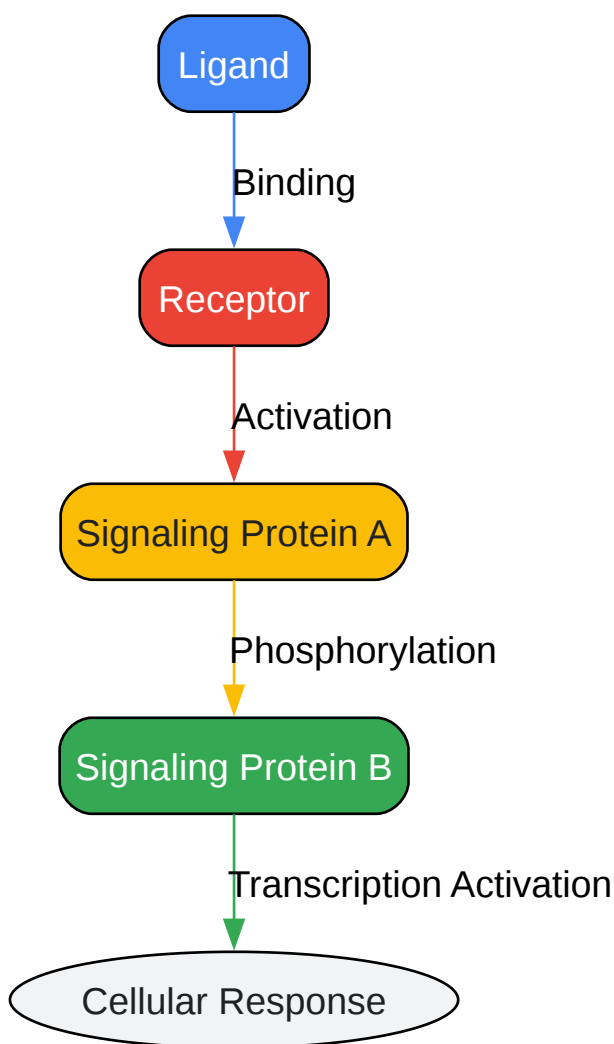 Ligand
Binding
Receptor
Activation
Signaling Protein A
Phosphorylation
Signaling Protein B
Transcription Activation
Cellular Response